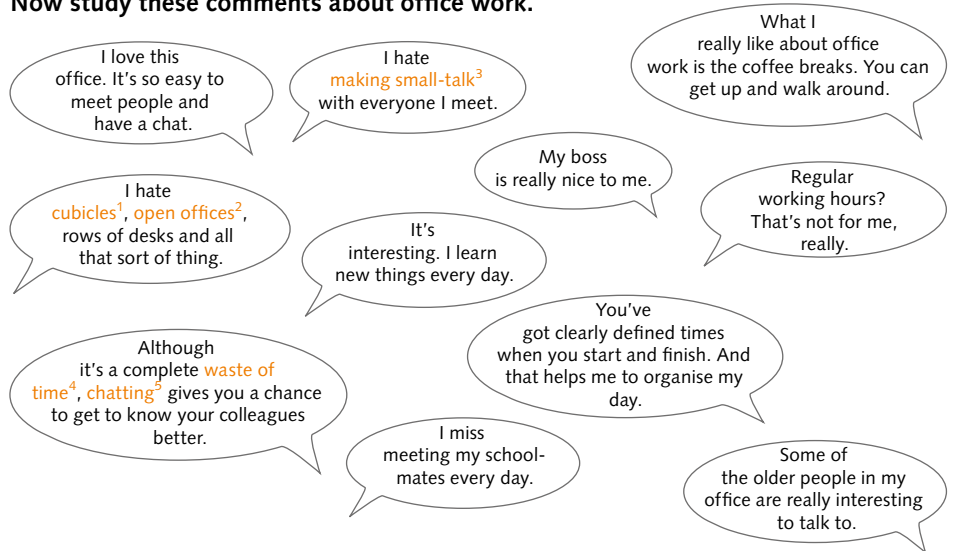 Now study these comments about office work.
I love this
office. It's so easy to
meet people and
have a chat.
I hate
making small-talk³
with everyone I meet.
What I
really like about office
work is the coffee breaks. You can
get up and walk around.
My boss
is really nice to me.
Regular
working hours?
That's not for me,
really.
I hate
cubicles¹, open offices²,
rows of desks and all
that sort of thing.
It's
interesting. I learn
new things every day.
You've
got clearly defined times
when you start and finish. And
that helps me to organise my
day.
Although
it's a complete waste of
time⁴, chatting⁵ gives you a chance
to get to know your colleagues
better.
I miss
meeting my school-
mates every day.
Some of
the older people in my
office are really interesting
to talk to.